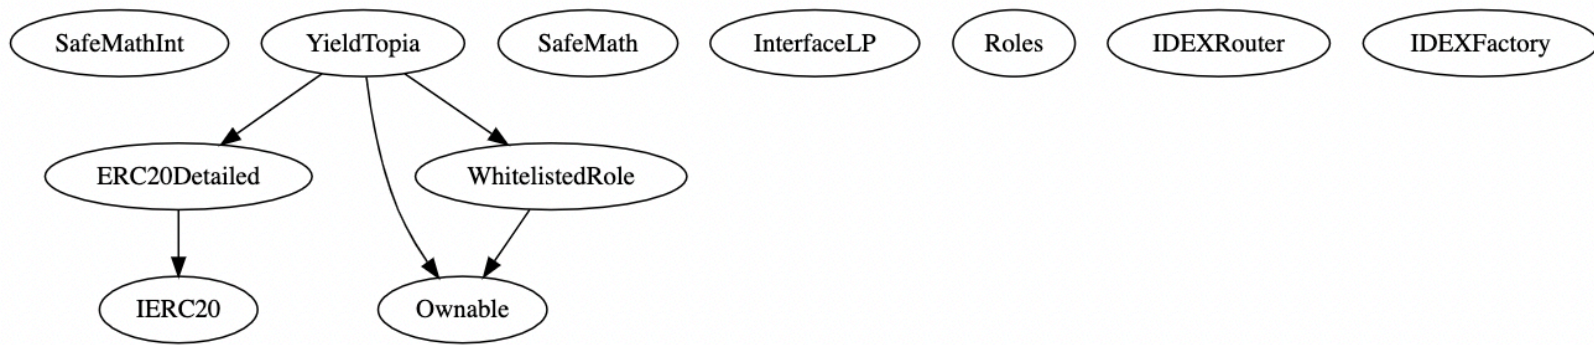 SafeMathInt
YieldTopia
SafeMath
InterfaceLP
Roles
IDEXRouter
IDEXFactory
ERC20Detailed
WhitelistedRole
IERC20
Ownable